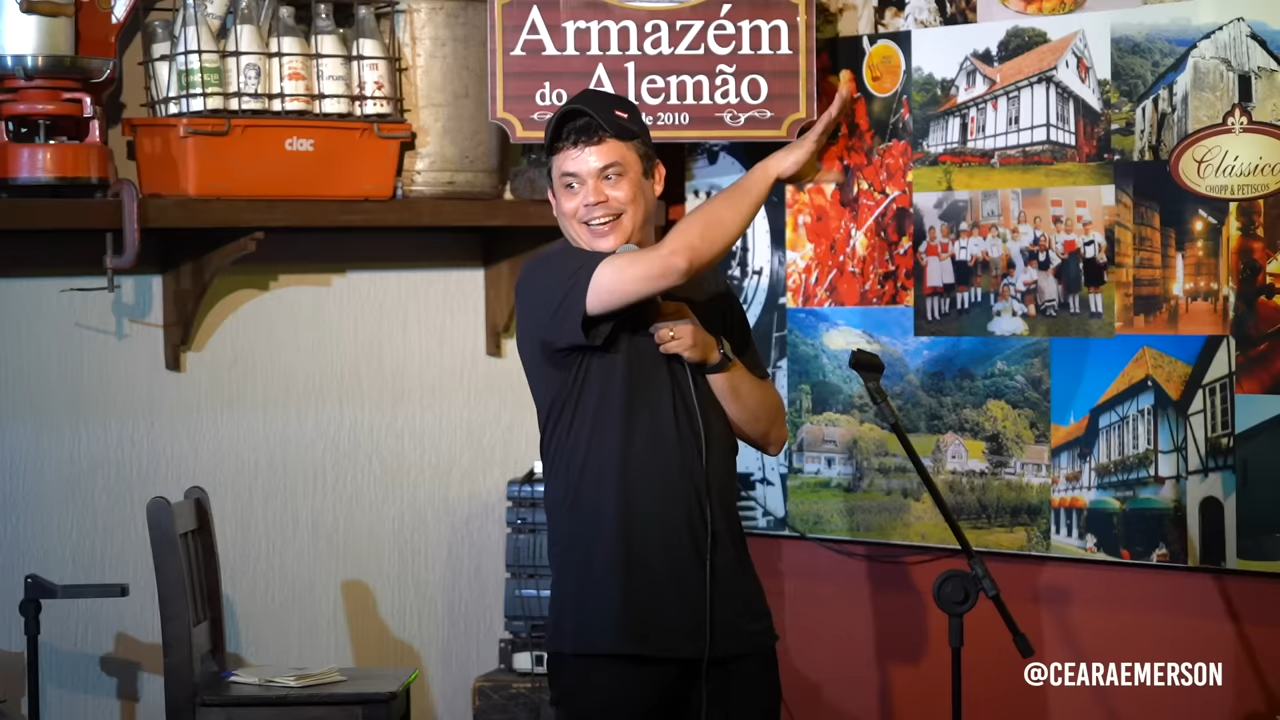 Armazém
do Alemão
de 2010
clac
Clássico
CHOPP & PETISCOS
@CEARAEMERSON